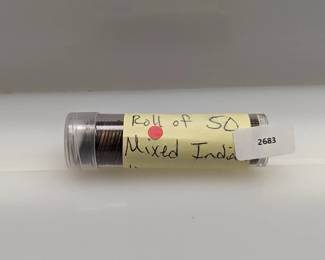 Roll of 50
Mixed India
2683